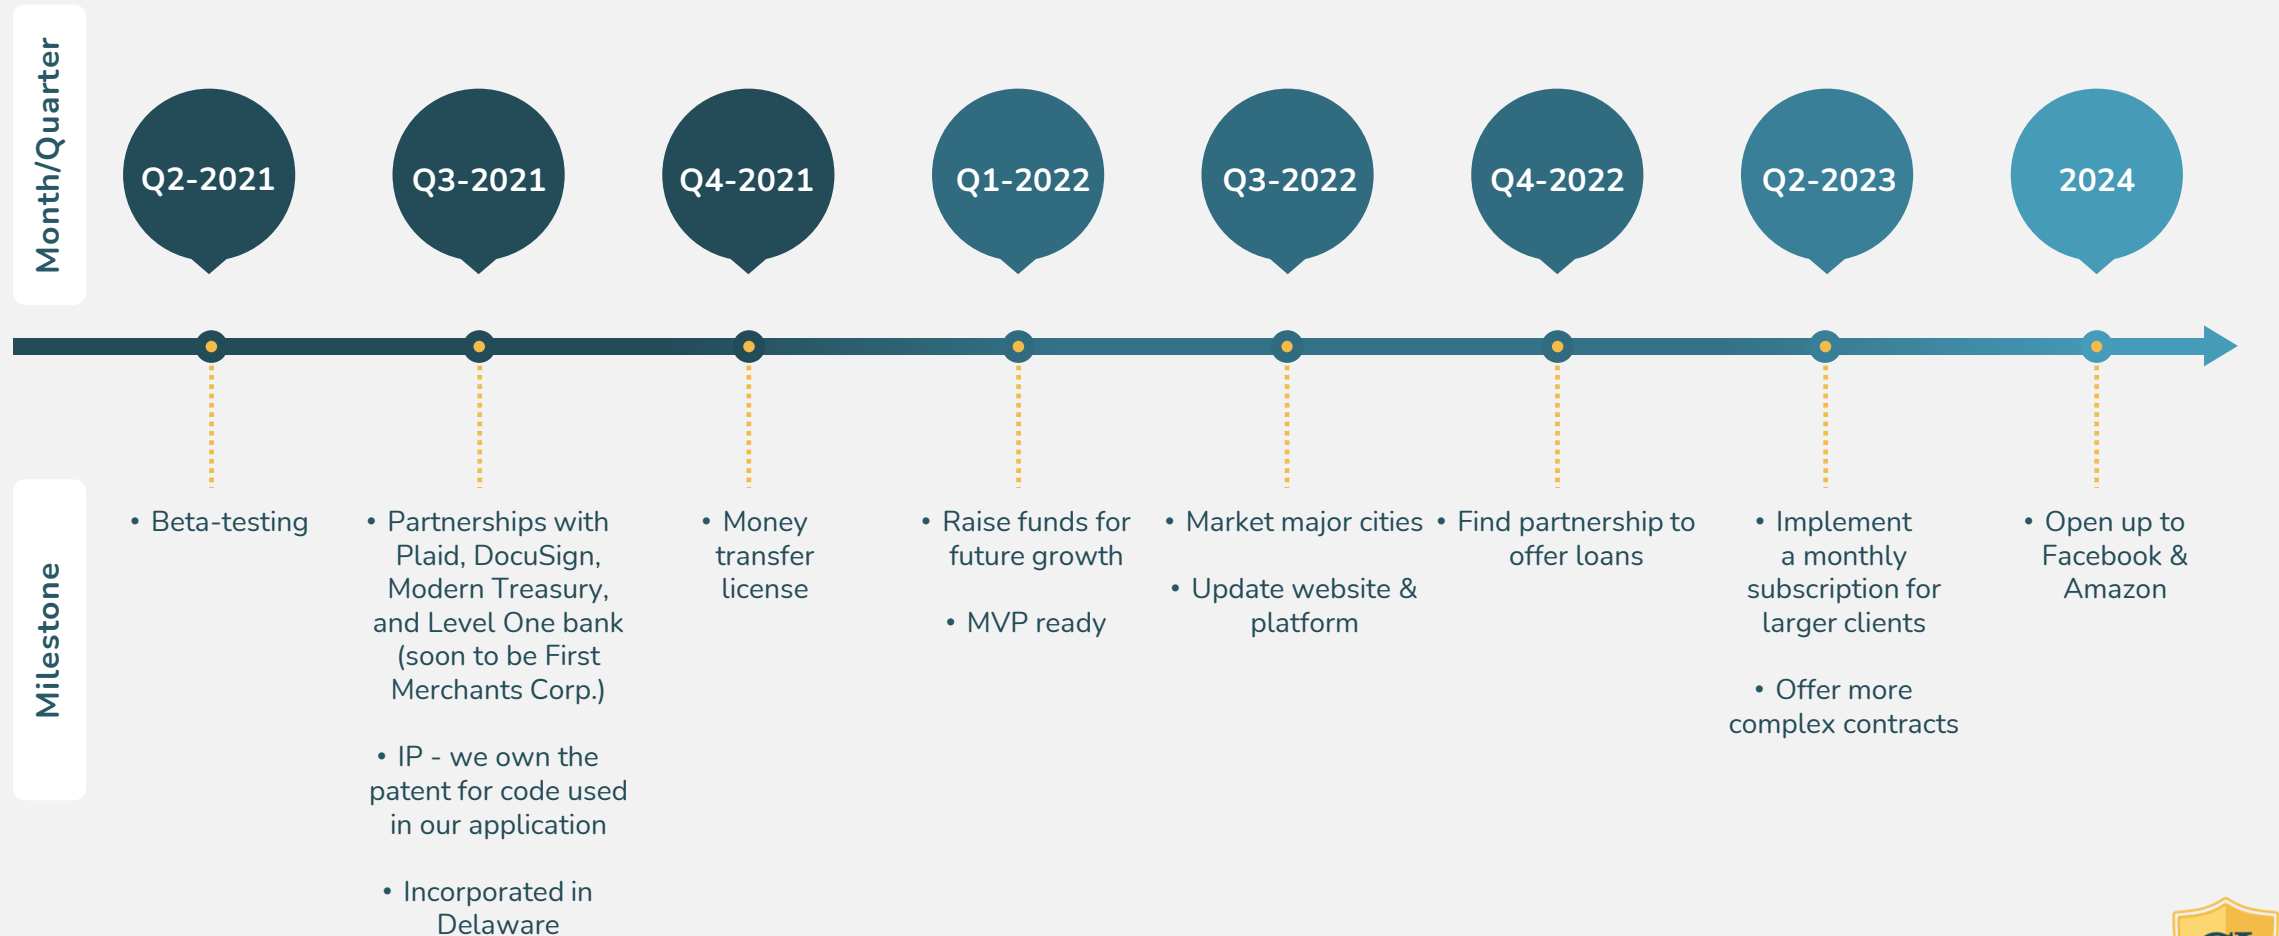 Month/Quarter
Q2-2021
Q3-2021
Q4-2021
Q1-2022
Q3-2022
Q4-2022
Q2-2023
2024
Milestone
• Beta-testing
• Partnerships with
Plaid, DocuSign,
Modern Treasury,
and Level One bank
(soon to be First
Merchants Corp.)
• IP - we own the
patent for code used
in our application
• Incorporated in
Delaware
• Money
transfer
license
• Raise funds for
future growth
• MVP ready
• Market major cities
• Update website &
platform
• Find partnership to
offer loans
• Implement
a monthly
subscription for
larger clients
• Offer more
complex contracts
• Open up to
Facebook &
Amazon